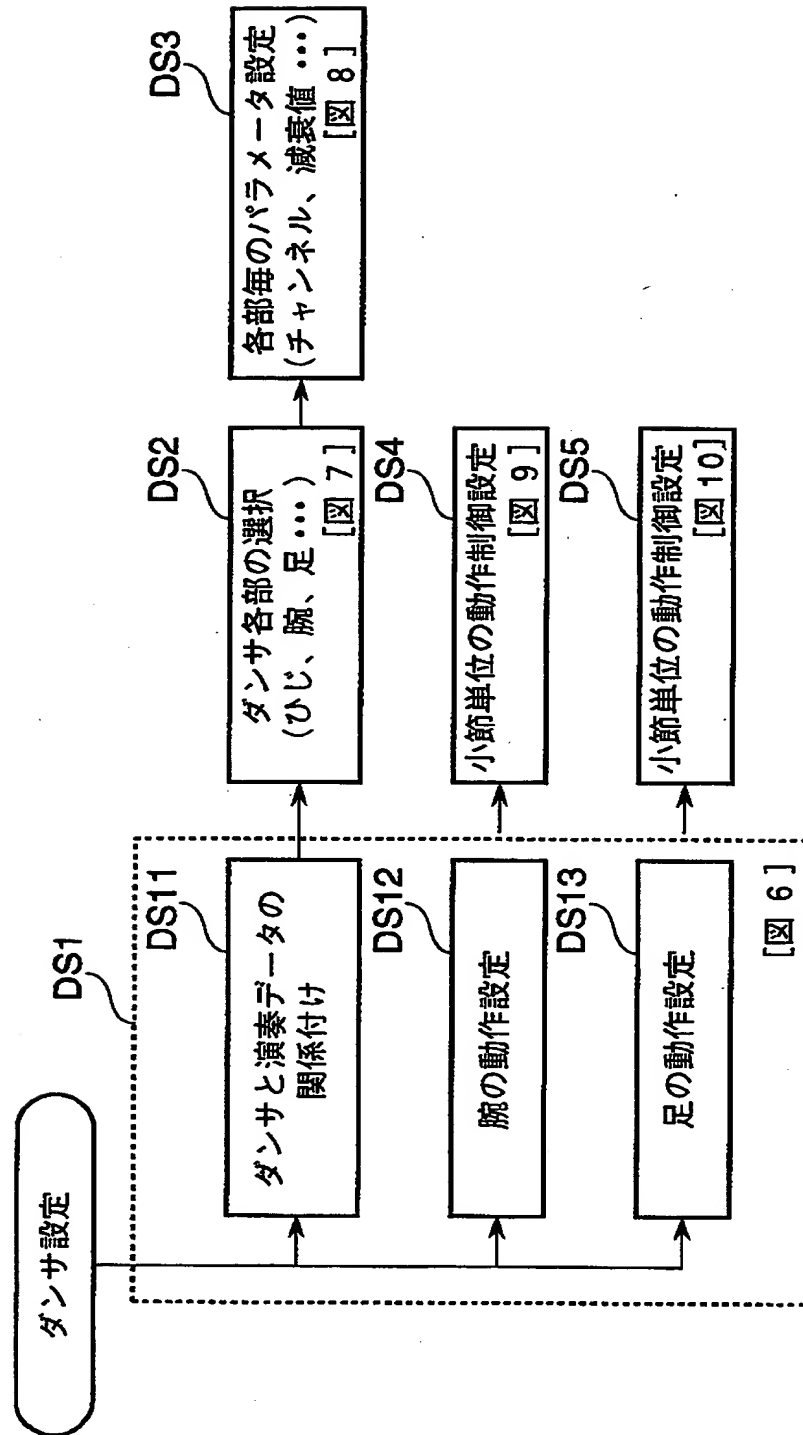 ダンサ設定
DS1
DS11
ダンサと演奏データの
関係付け
DS12
腕の動作設定
DS13
足の動作設定
[図 6]
DS2
ダンサ各部の選択
(ひじ、腕、足•••)
[図 7]
DS3
各部毎のパラメータ設定
(チャンネル、減衰値 •••)
[図 8]
DS4
小節単位の動作制御設定
[図 9]
DS5
小節単位の動作制御設定
[図 10]